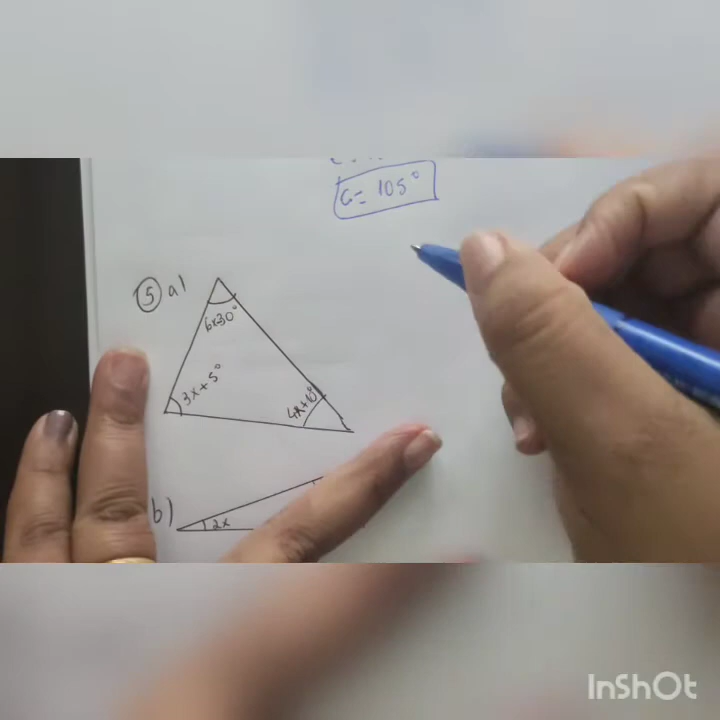 c = 105°
5 a)
6x-30°
3x + 5°
4x+10°
b)
2x
InShOt